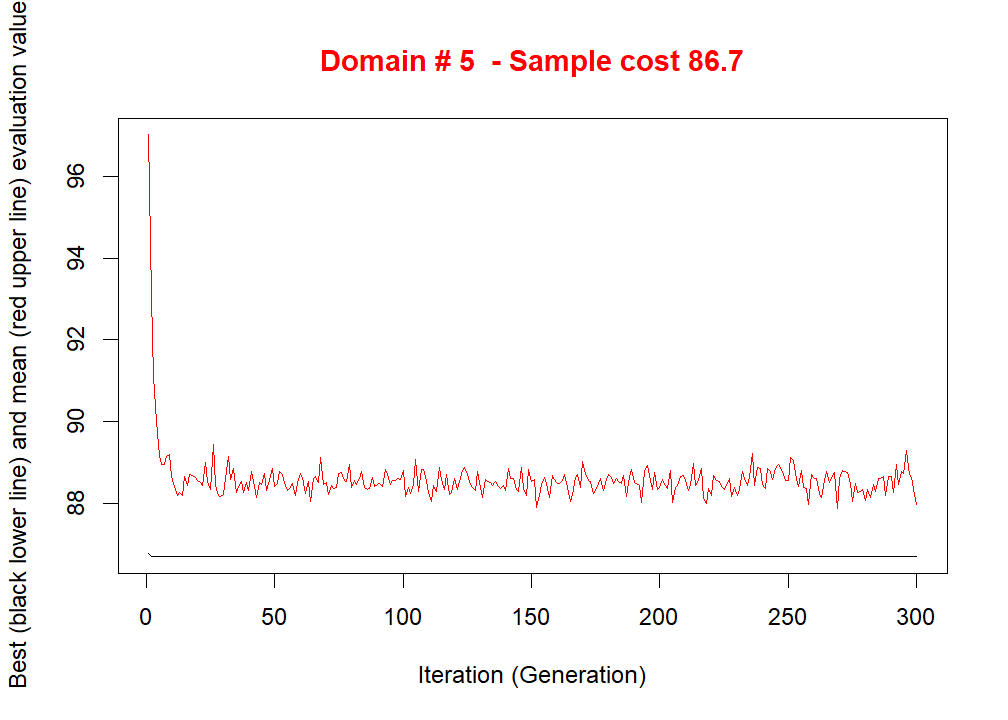 Domain # 5  - Sample cost 86.7
Best (black lower line) and mean (red upper line) evaluation value
96
94
92
90
88
0 50 100 150 200 250 300
Iteration (Generation)